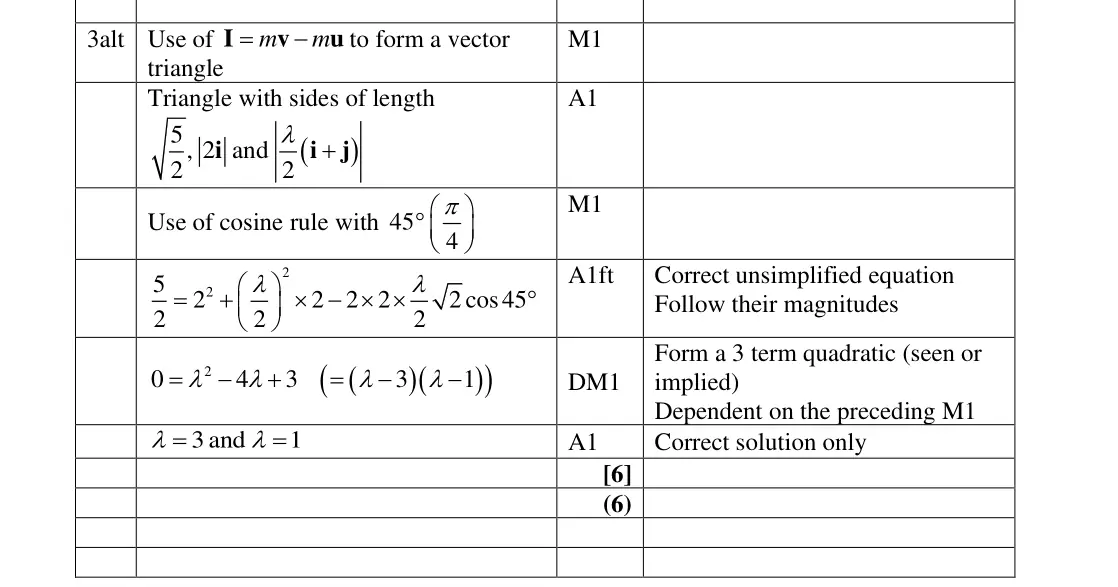 3alt Use of I = mv − mu to form a vector M1
triangle
Triangle with sides of length A1
√(5/2), |2i| and |λ/2 (i + j)|
Use of cosine rule with 45° (π/4) M1
5/2 = 2² + (λ/2)² × 2 − 2 × 2 × λ/2 √2 cos 45° A1ft Correct unsimplified equation
Follow their magnitudes
0 = λ² − 4λ + 3 (= (λ − 3)(λ − 1)) DM1 Form a 3 term quadratic (seen or
implied)
Dependent on the preceding M1
λ = 3 and λ = 1 A1 Correct solution only
[6]
(6)